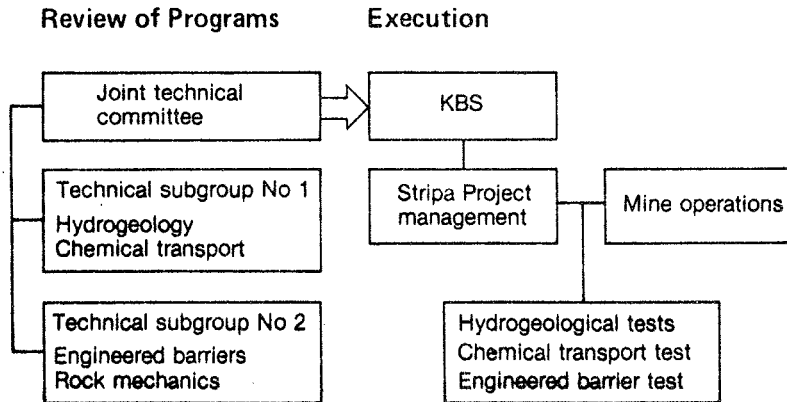 Review of Programs
Execution
Joint technical
committee
KBS
Technical subgroup No 1
Hydrogeology
Chemical transport
Stripa Project
management
Mine operations
Technical subgroup No 2
Engineered barriers
Rock mechanics
Hydrogeological tests
Chemical transport test
Engineered barrier test